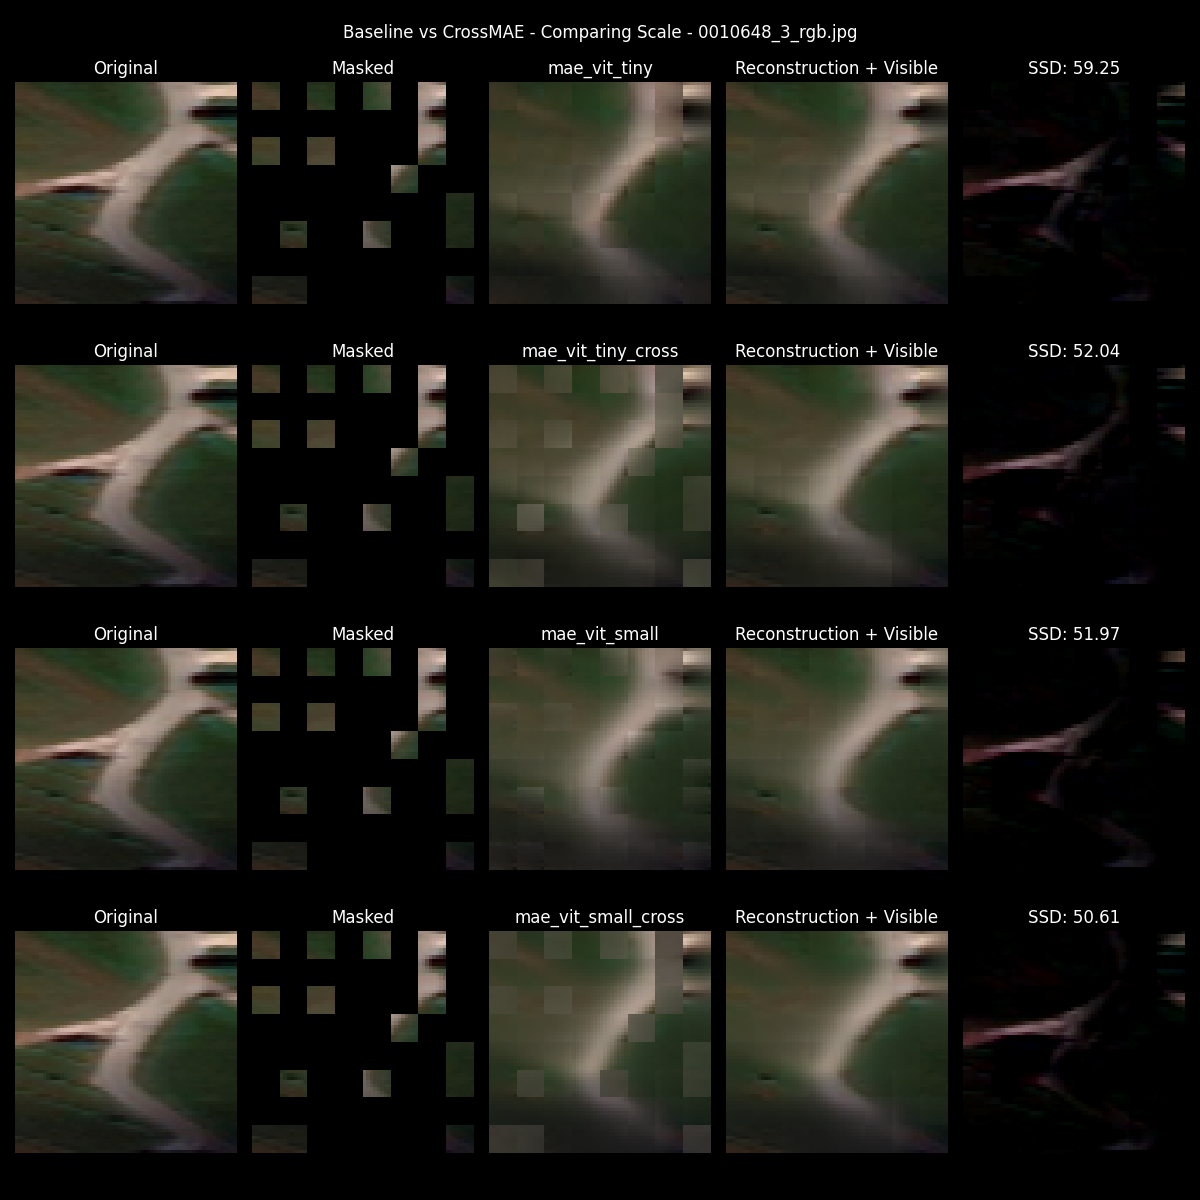 Baseline vs CrossMAE - Comparing Scale - 0010648_3_rgb.jpg
Original Masked mae_vit_tiny Reconstruction + Visible SSD: 59.25
Original Masked mae_vit_tiny_cross Reconstruction + Visible SSD: 52.04
Original Masked mae_vit_small Reconstruction + Visible SSD: 51.97
Original Masked mae_vit_small_cross Reconstruction + Visible SSD: 50.61